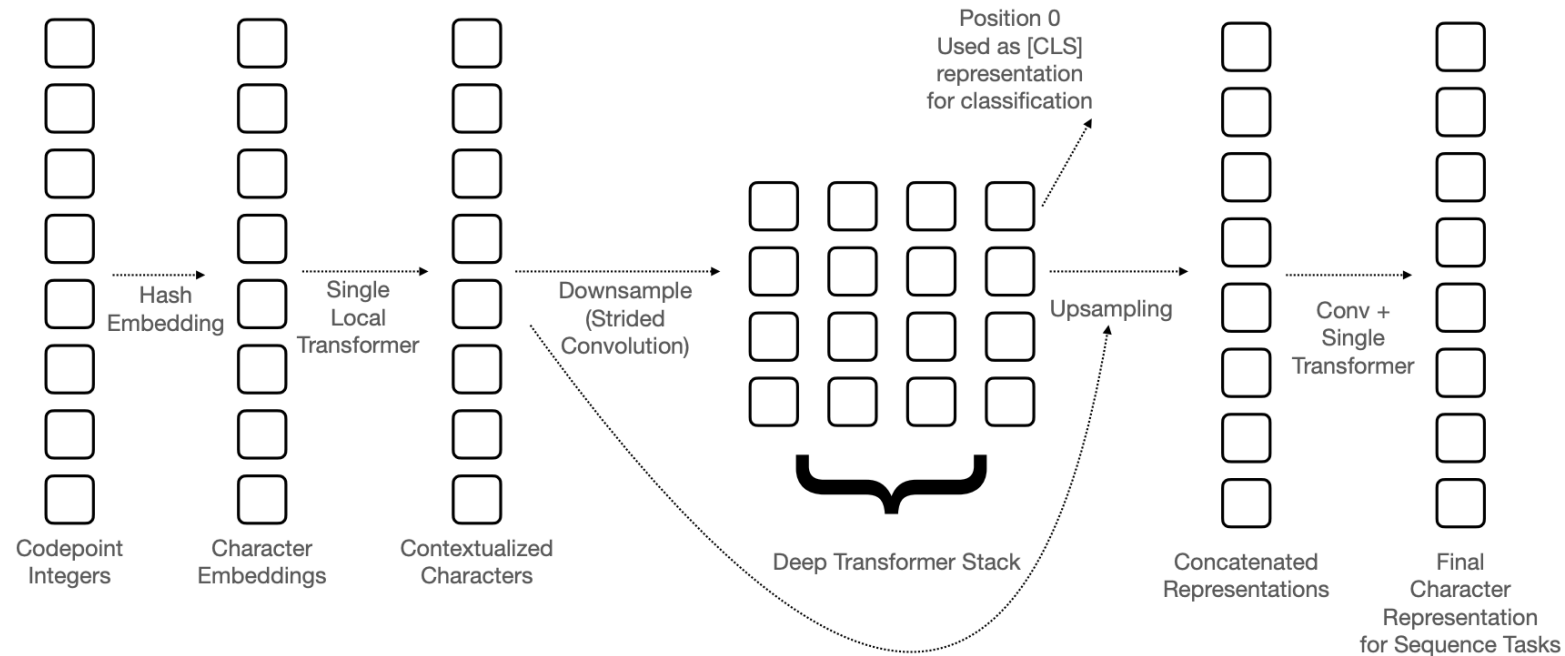 Position 0
Used as [CLS]
representation
for classification
Hash
Embedding
Single
Local
Transformer
Downsample
(Strided
Convolution)
Upsampling
Conv +
Single
Transformer
Codepoint
Integers
Character
Embeddings
Contextualized
Characters
Deep Transformer Stack
Concatenated
Representations
Final
Character
Representation
for Sequence Tasks